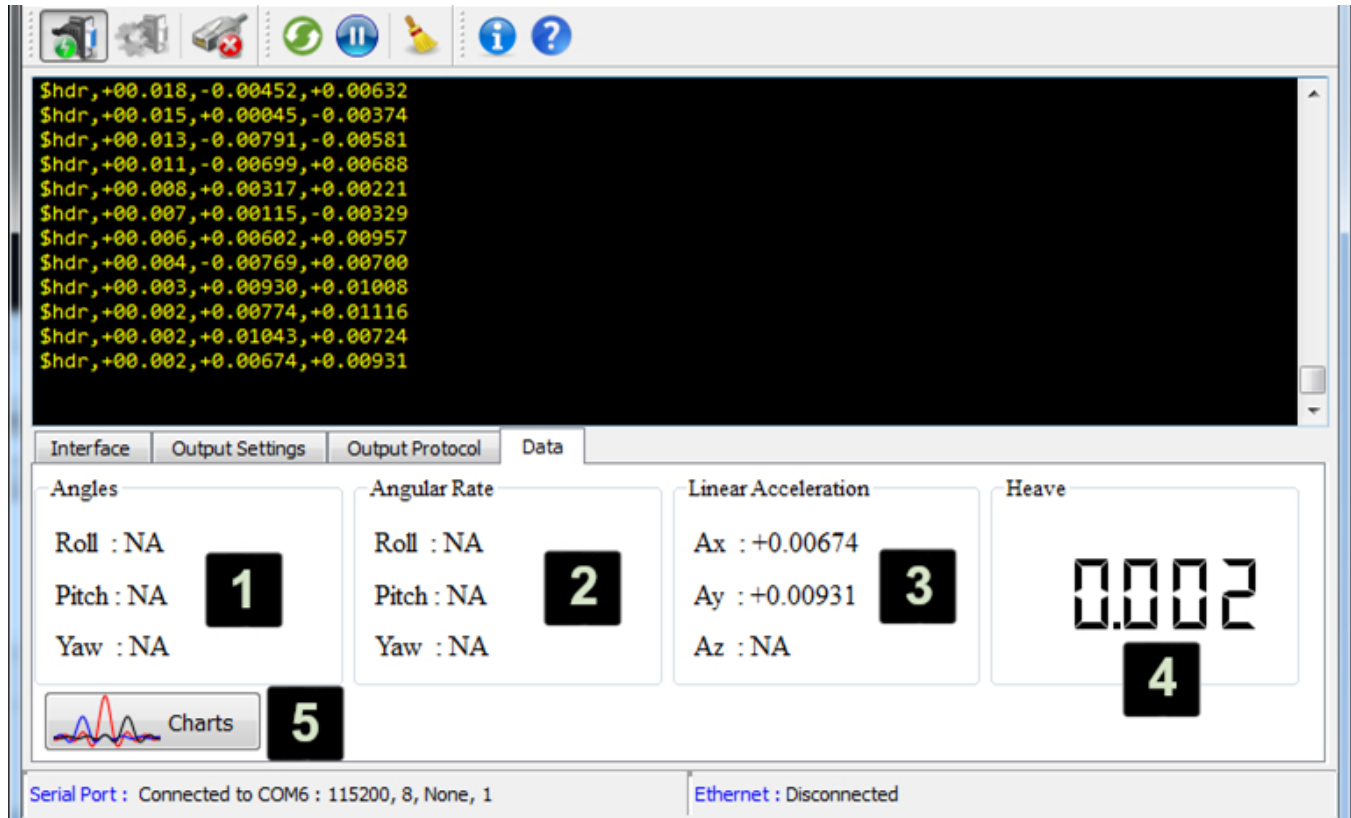 $hdr,+00.018,-0.00452,+0.00632
$hdr,+00.015,+0.00045,-0.00374
$hdr,+00.013,-0.00791,-0.00581
$hdr,+00.011,-0.00699,+0.00688
$hdr,+00.008,+0.00317,+0.00221
$hdr,+00.007,+0.00115,-0.00329
$hdr,+00.006,+0.00602,+0.00957
$hdr,+00.004,-0.00769,+0.00700
$hdr,+00.003,+0.00930,+0.01008
$hdr,+00.002,+0.00774,+0.01116
$hdr,+00.002,+0.01043,+0.00724
$hdr,+00.002,+0.00674,+0.00931
Interface Output Settings Output Protocol Data
Angles
Roll : NA
Pitch : NA
Yaw : NA
1
Angular Rate
Roll : NA
Pitch : NA
Yaw : NA
2
Linear Acceleration
Ax : +0.00674
Ay : +0.00931
Az : NA
3
Heave
0.002
4
Charts
5
Serial Port : Connected to COM6 : 115200, 8, None, 1
Ethernet : Disconnected